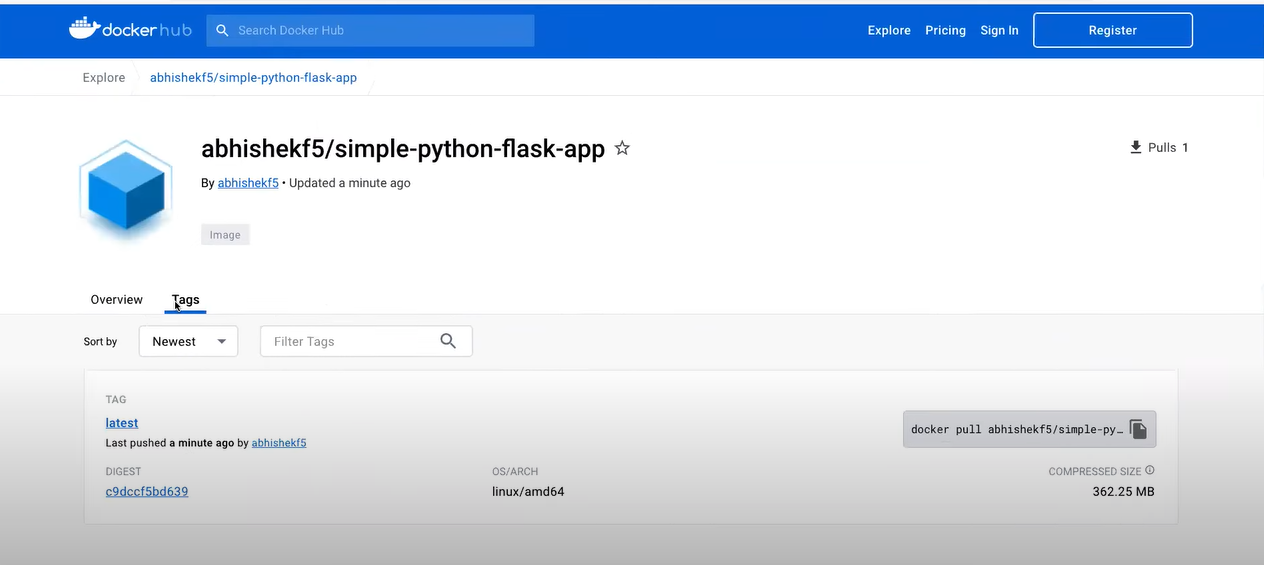 dockerhub Search Docker Hub Explore Pricing Sign In Register
Explore abhishekf5/simple-python-flask-app
abhishekf5/simple-python-flask-app Pulls 1
By abhishekf5 • Updated a minute ago
Image
Overview Tags
Sort by Newest Filter Tags
TAG
latest
docker pull abhishekf5/simple-py…
Last pushed a minute ago by abhishekf5
DIGEST OS/ARCH COMPRESSED SIZE
c9dccf5bd639 linux/amd64 362.25 MB